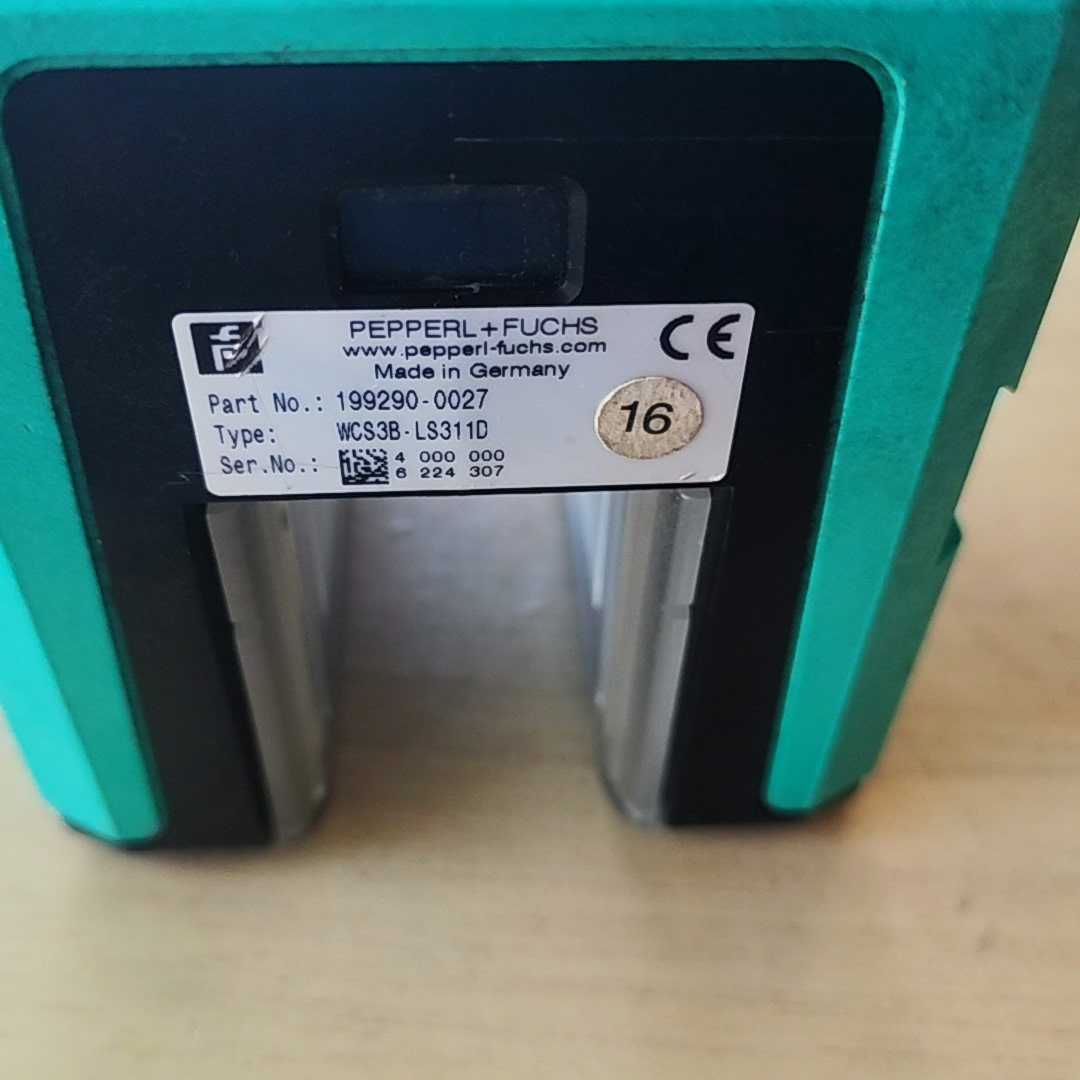 PEPPERL+FUCHS
www.pepperl-fuchs.com
Made in Germany
CE
Part No.: 199290-0027
Type: WCS3B-LS311D
Ser.No.: 4 000 000
6 224 307
16